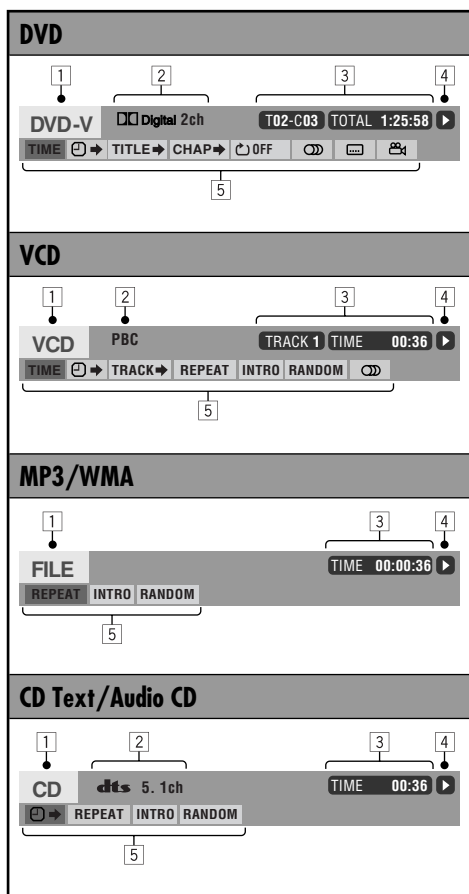 DVD
1 2 3 4
DVD-V Digital 2ch T02-C03 TOTAL 1:25:58
TIME TITLE CHAP OFF
5
VCD
1 2 3 4
VCD PBC TRACK 1 TIME 00:36
TIME TRACK REPEAT INTRO RANDOM
5
MP3/WMA
1 3 4
FILE TIME 00:00:36
REPEAT INTRO RANDOM
5
CD Text/Audio CD
1 2 3 4
CD dts 5. 1ch TIME 00:36
REPEAT INTRO RANDOM
5